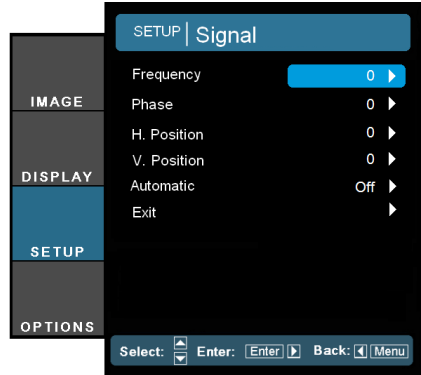 SETUP | Signal
IMAGE
DISPLAY
SETUP
OPTIONS
Frequency 0
Phase 0
H. Position 0
V. Position 0
Automatic Off
Exit
Select: Enter: Enter Back: Menu